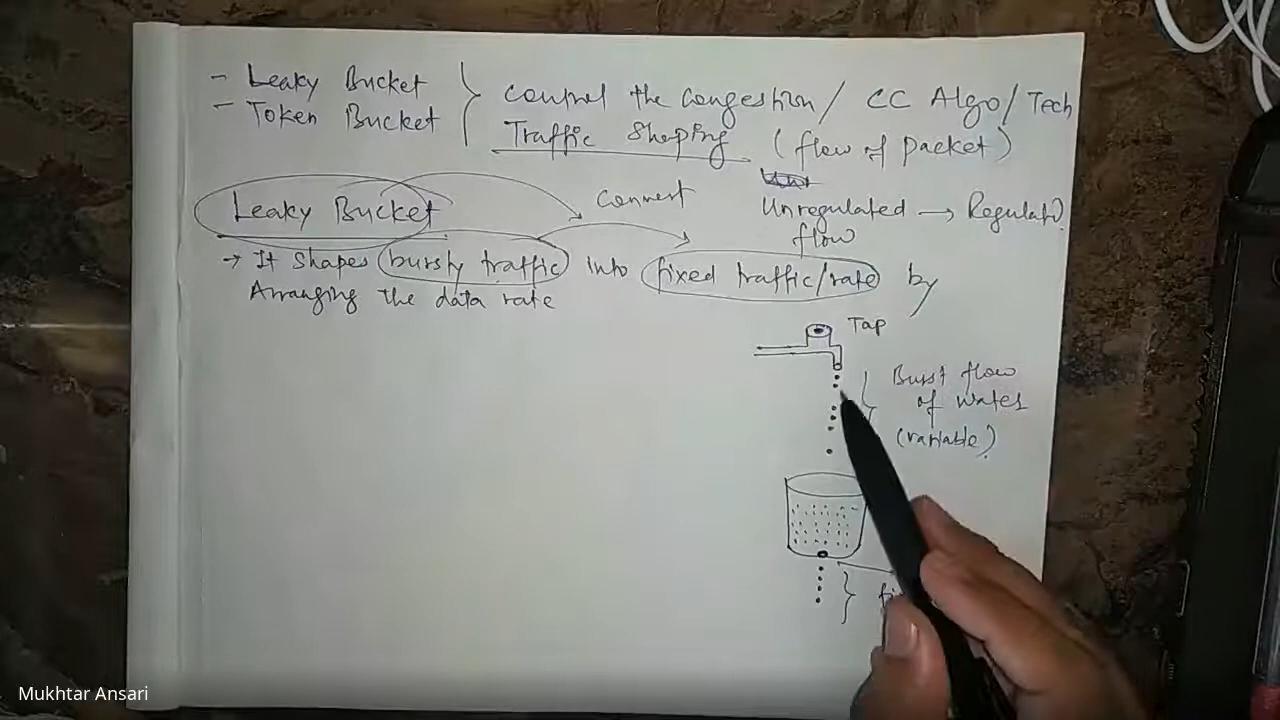 - Leaky Bucket
- Token Bucket
control the congestion / CC Algo / Tech
Traffic Shaping (flow of packet)
Leaky Bucket
convert
Unregulated → Regulated
flow
→ It shapes bursty traffic into fixed traffic/rate by
Arranging the data rate
Tap
Burst flow
of water
(variable)
Mukhtar Ansari